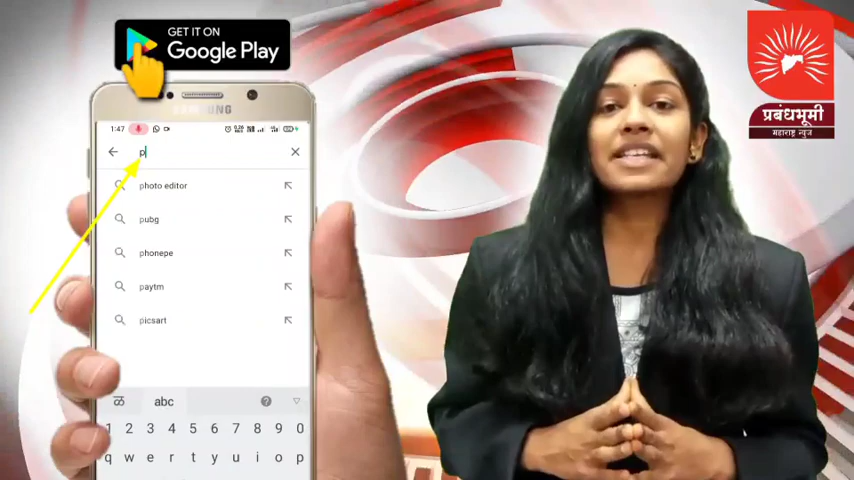 GET IT ON
Google Play
SAMSUNG
1:47
p
photo editor
pubg
phonepe
paytm
picsart
ळ abc
1 2 3 4 5 6 7 8 9 0
q w e r t y u i o p
प्रबंधभूमी
महाराष्ट्र न्यूज